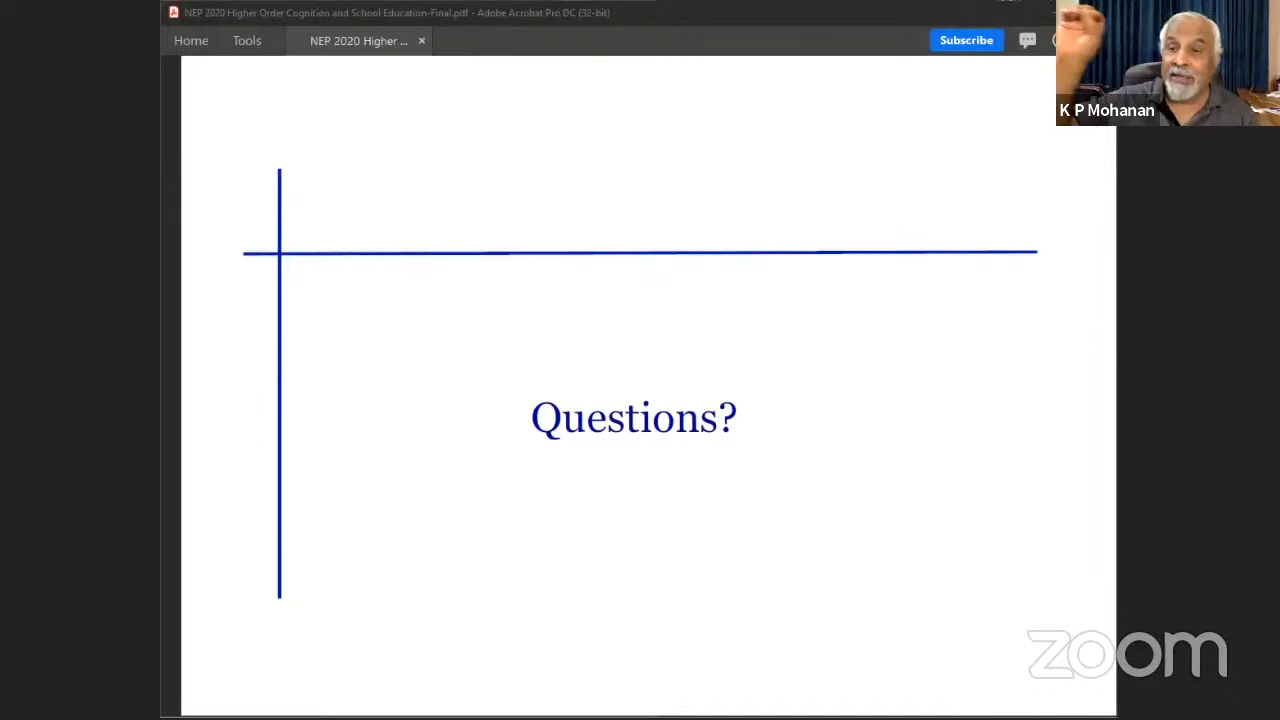 NEP 2020 Higher Order Cognition and School Education-Final.pdf - Adobe Acrobat Pro DC (32-bit)
Home Tools NEP 2020 Higher ... × Subscribe
K P Mohanan
Questions?
zoom